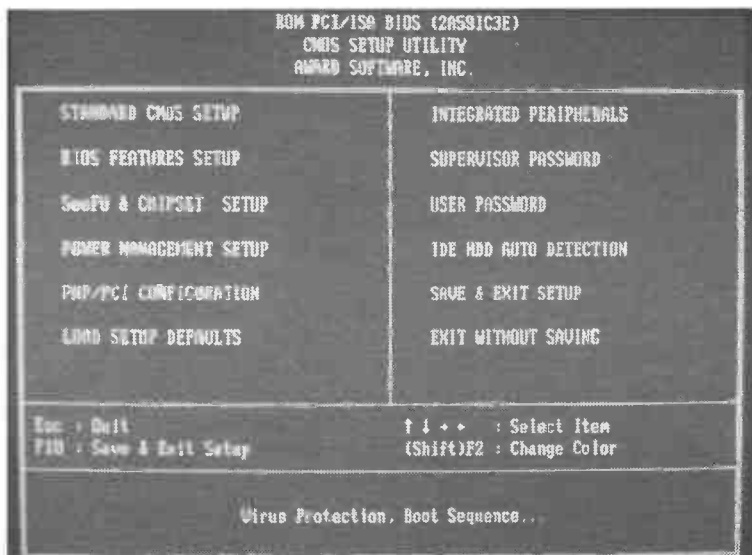 ROM PCI/ISA BIOS (2A59IC3E)
CMOS SETUP UTILITY
AWARD SOFTWARE, INC.
STANDARD CMOS SETUP
BIOS FEATURES SETUP
SeePU & CHIPSET SETUP
POWER MANAGEMENT SETUP
PNP/PCI CONFIGURATION
LOAD SETUP DEFAULTS
INTEGRATED PERIPHERALS
SUPERVISOR PASSWORD
USER PASSWORD
IDE HDD AUTO DETECTION
SAVE & EXIT SETUP
EXIT WITHOUT SAVING
Esc : Quit
F10 : Save & Exit Setup
↑ ↓ → ← : Select Item
(Shift)F2 : Change Color
Virus Protection, Boot Sequence...